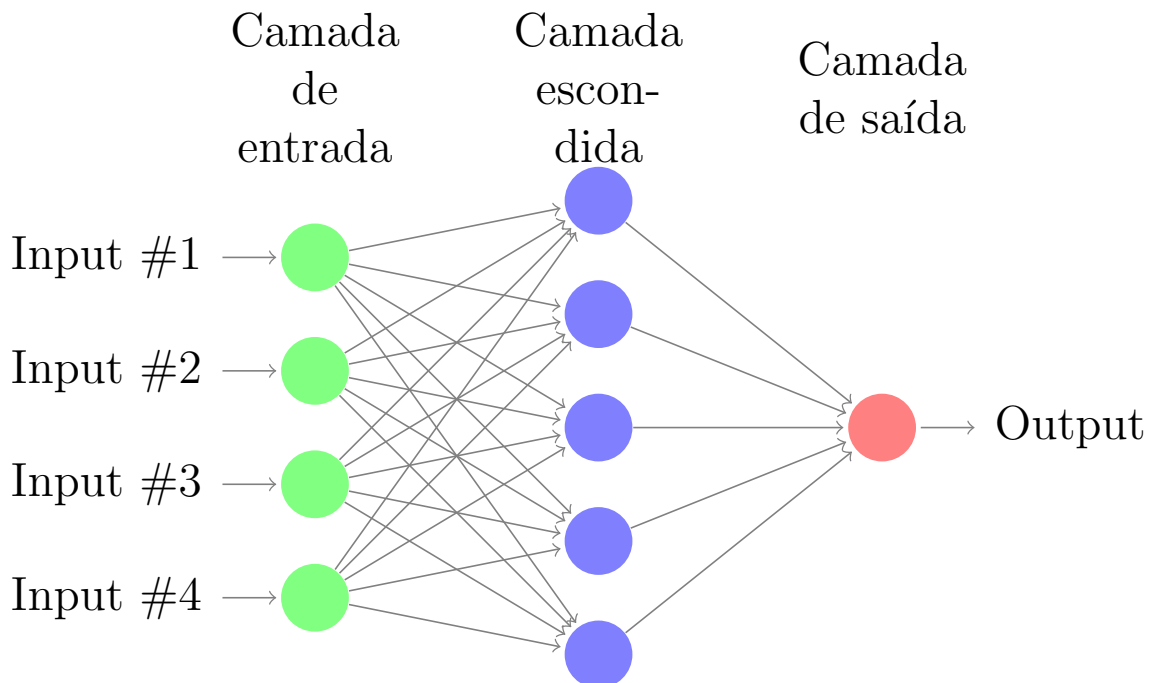 Camada
de
entrada
Camada
escon-
dida
Camada
de saída
Input #1
Input #2
Input #3
Input #4
Output